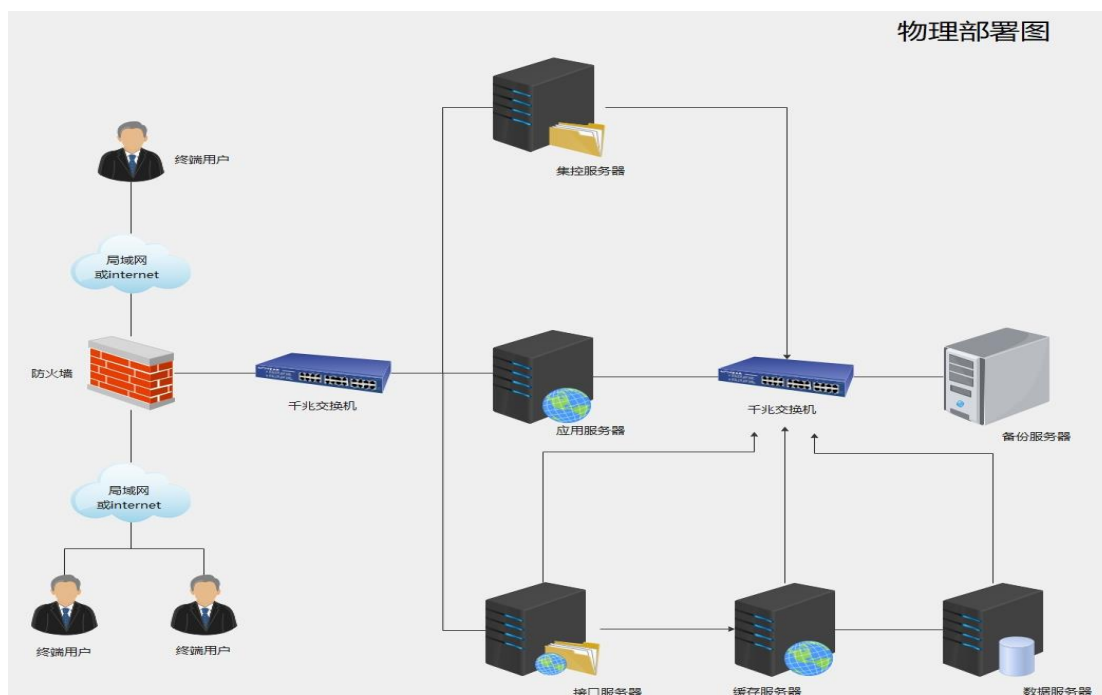 物理部署图
终端用户
集控服务器
局域网
或internet
防火墙
千兆交换机
应用服务器
千兆交换机
备份服务器
局域网
或internet
终端用户
终端用户
接口服务器
缓存服务器
数据服务器